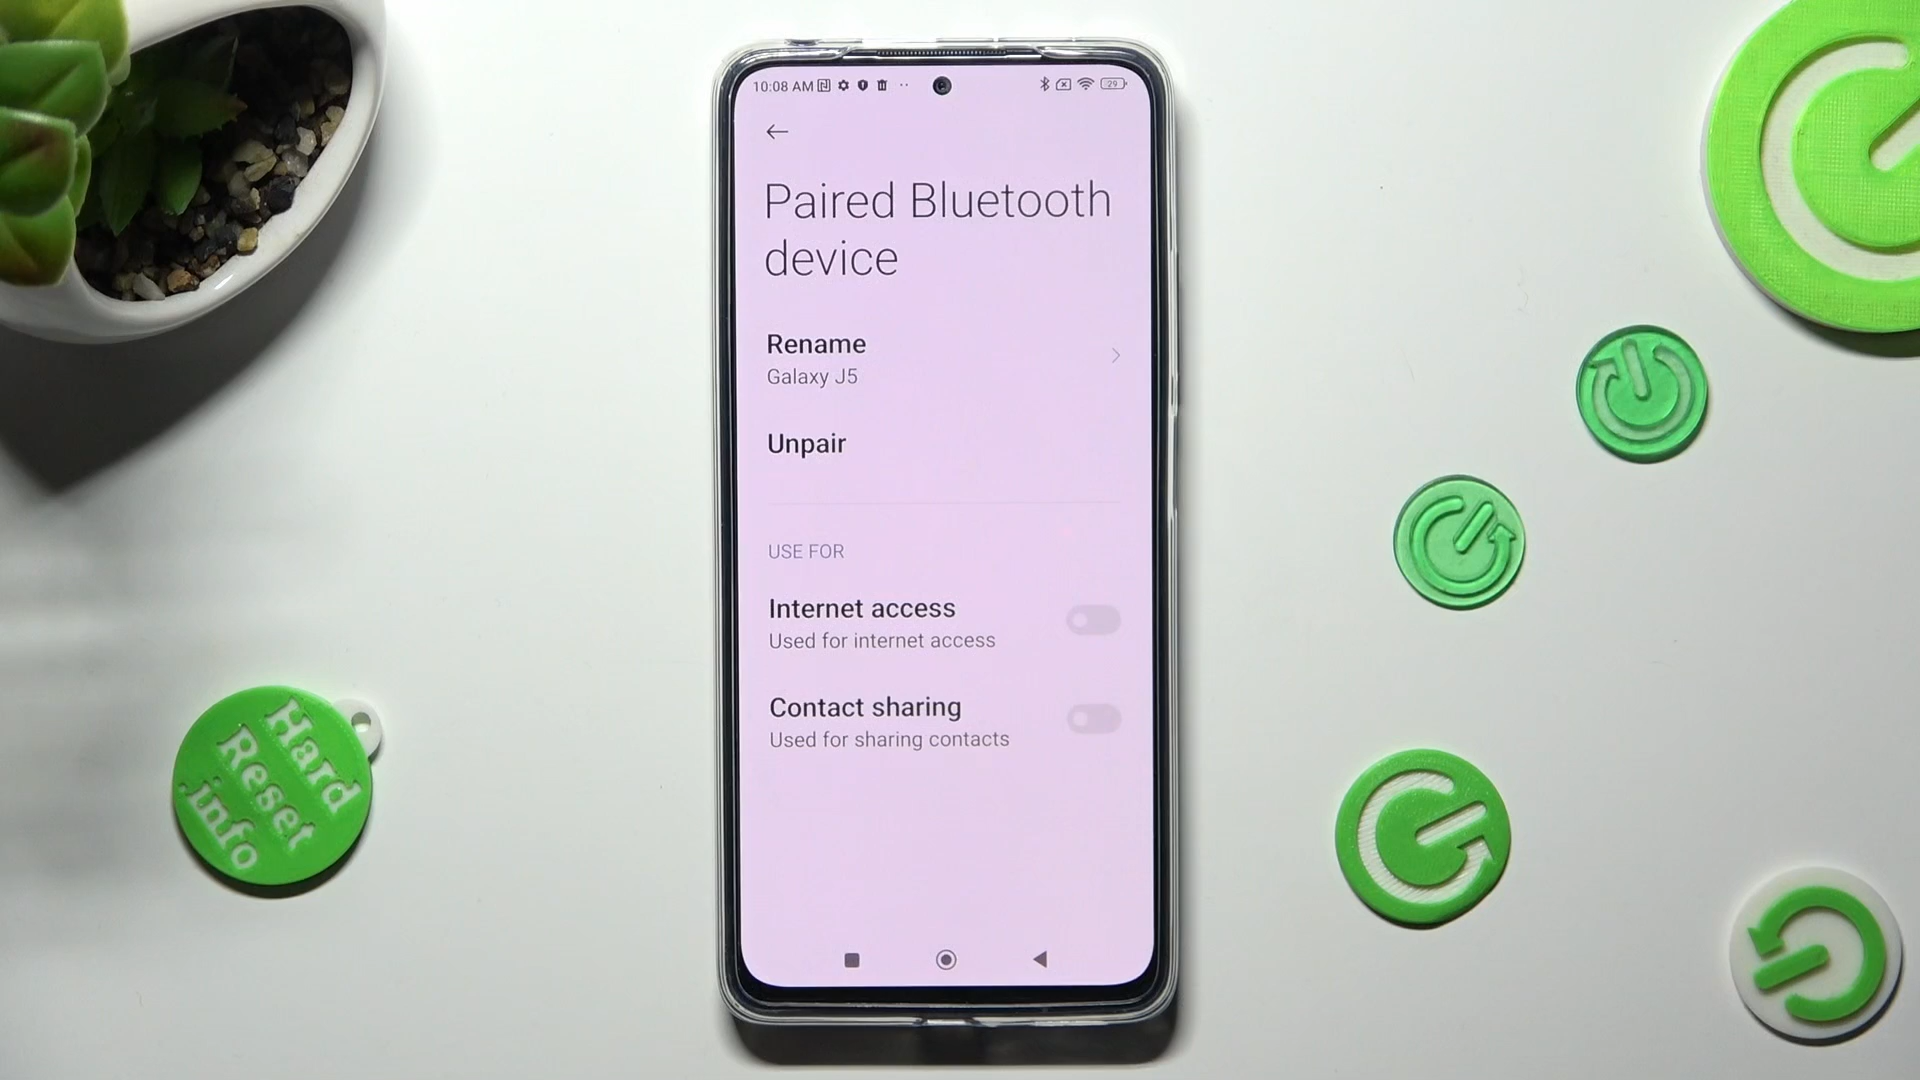 10:08 AM
29
Paired Bluetooth
device
Rename
Galaxy J5
Unpair
USE FOR
Internet access
Used for internet access
Contact sharing
Used for sharing contacts
Hard
Reset
.info